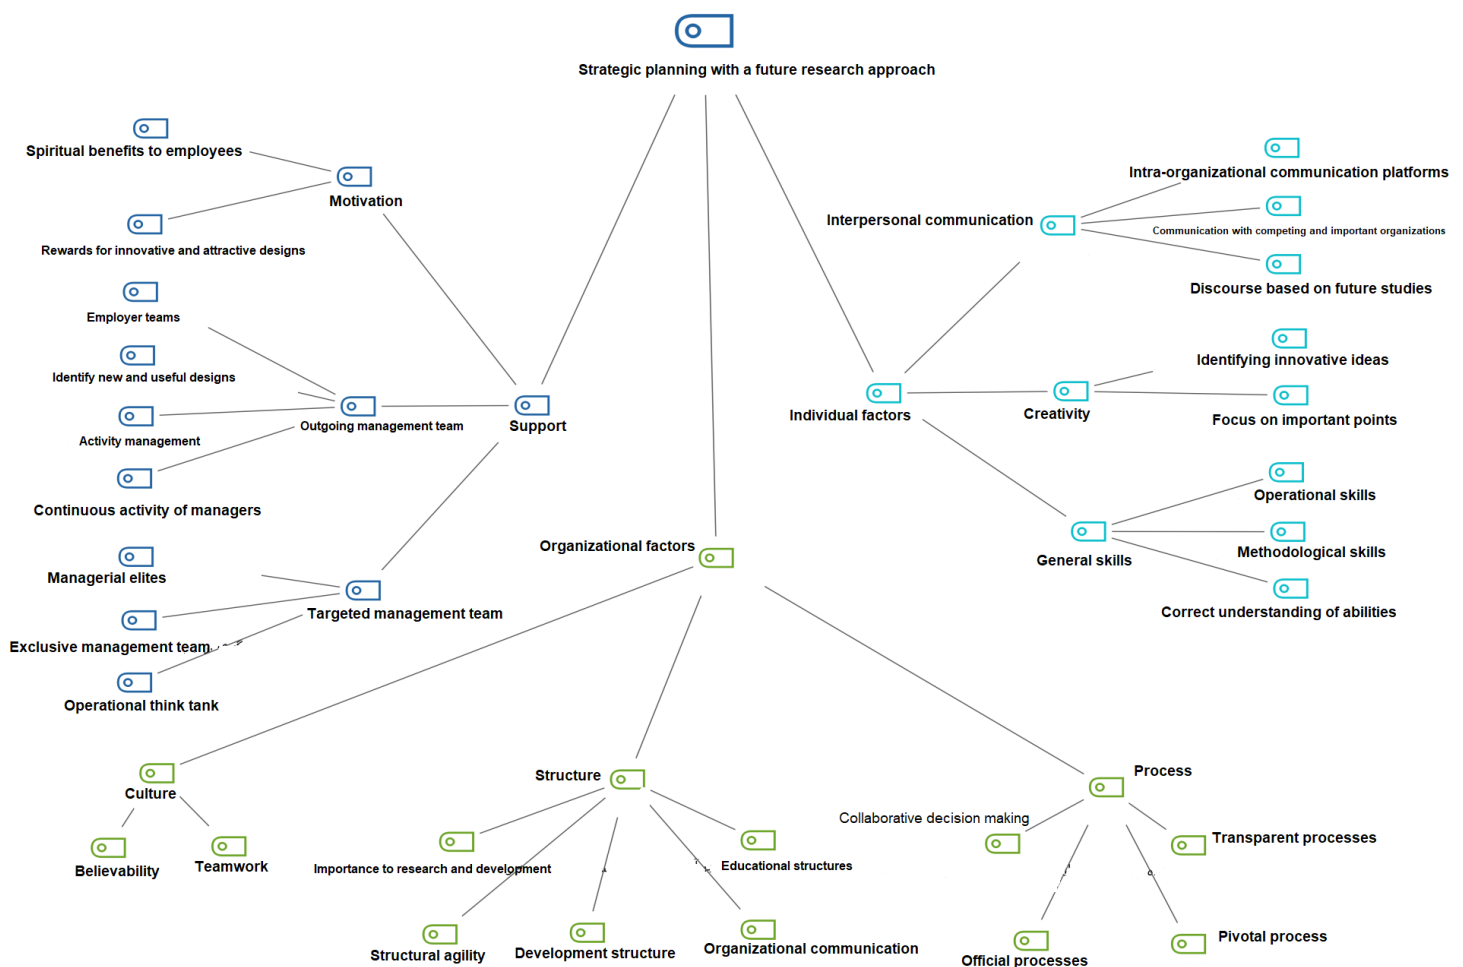 Strategic planning with a future research approach
Spiritual benefits to employees
Motivation
Rewards for innovative and attractive designs
Employer teams
Identify new and useful designs
Activity management
Outgoing management team
Support
Continuous activity of managers
Managerial elites
Targeted management team
Exclusive management team
Operational think tank
Intra-organizational communication platforms
Interpersonal communication
Communication with competing and important organizations
Discourse based on future studies
Identifying innovative ideas
Individual factors
Creativity
Focus on important points
Operational skills
Methodological skills
General skills
Correct understanding of abilities
Organizational factors
Culture
Believability
Teamwork
Structure
Importance to research and development
Educational structures
Structural agility
Development structure
Organizational communication
Process
Collaborative decision making
Transparent processes
Official processes
Pivotal process